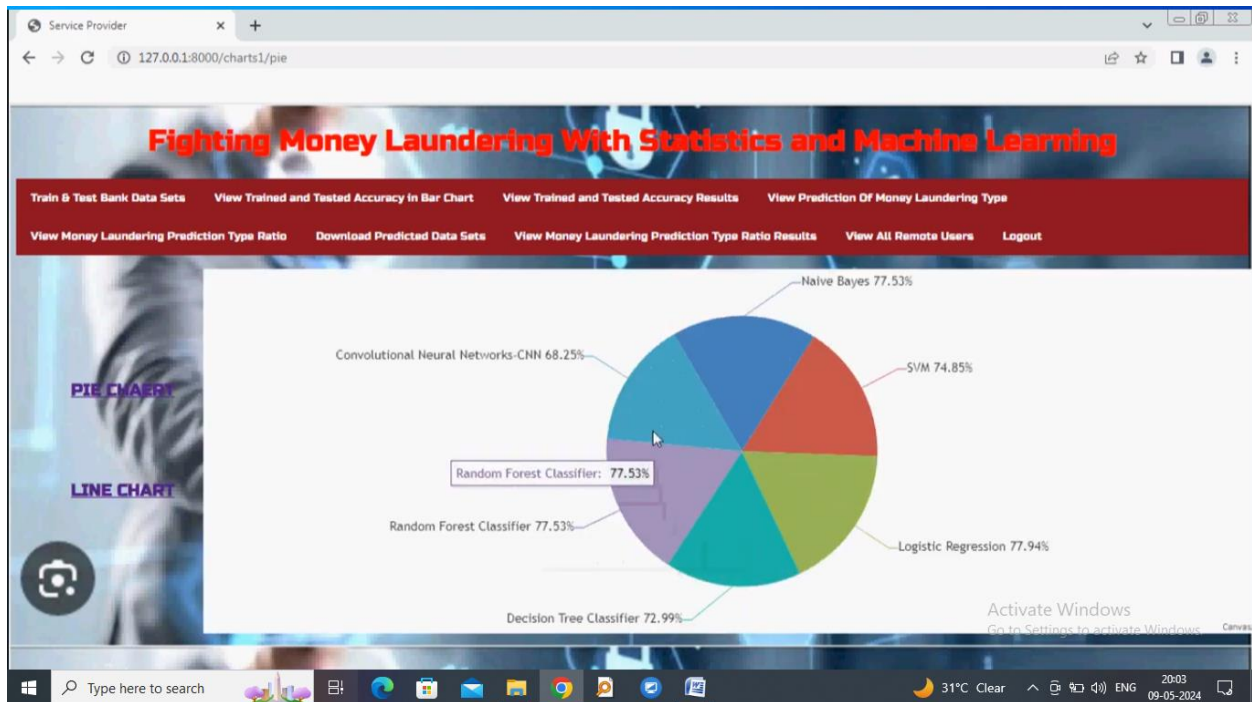 Service Provider
127.0.0.1:8000/charts1/pie
Fighting Money Laundering With Statistics and Machine Learning
Train & Test Bank Data Sets View Trained and Tested Accuracy in Bar Chart View Trained and Tested Accuracy Results View Prediction Of Money Laundering Type
View Money Laundering Prediction Type Ratio Download Predicted Data Sets View Money Laundering Prediction Type Ratio Results View All Remote Users Logout
Naive Bayes 77.53%
Convolutional Neural Networks-CNN 68.25%
SVM 74.85%
PIE CHAERT
Random Forest Classifier: 77.53%
LINE CHART
Random Forest Classifier 77.53%
Logistic Regression 77.94%
Decision Tree Classifier 72.99%
Activate Windows
Go to Settings to activate Windows.
Canvas
Type here to search
31°C Clear
ENG
20:03
09-05-2024